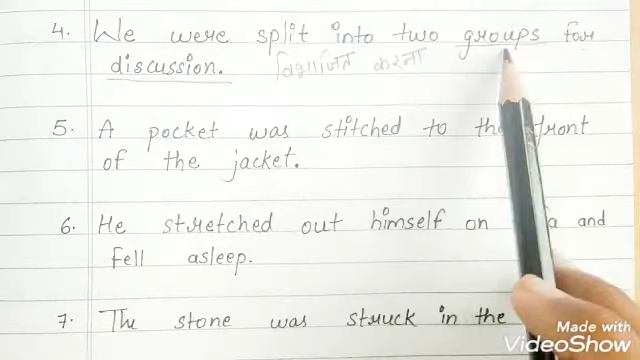 4. We were split into two groups for
discussion. विभाजित करना
5. A pocket was stitched to the front
of the jacket.
6. He stretched out himself on and
fell asleep.
7. The stone was struck in the
Made with
VideoShow